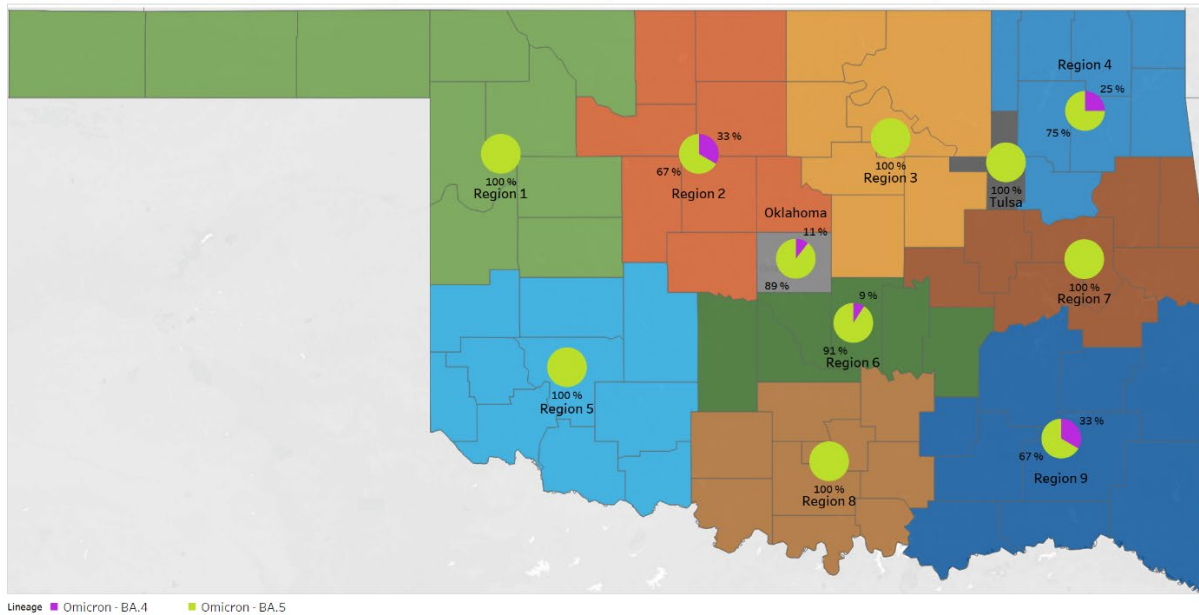 Region 4
25 %
75 %
33 %
67 %
Region 2
100 %
Region 1
100 %
Region 3
100 %
Tulsa
Oklahoma
11 %
89 %
100 %
Region 7
9 %
91 %
Region 6
100 %
Region 5
33 %
67 %
Region 9
100 %
Region 8
Lineage Omicron - BA.4 Omicron - BA.5